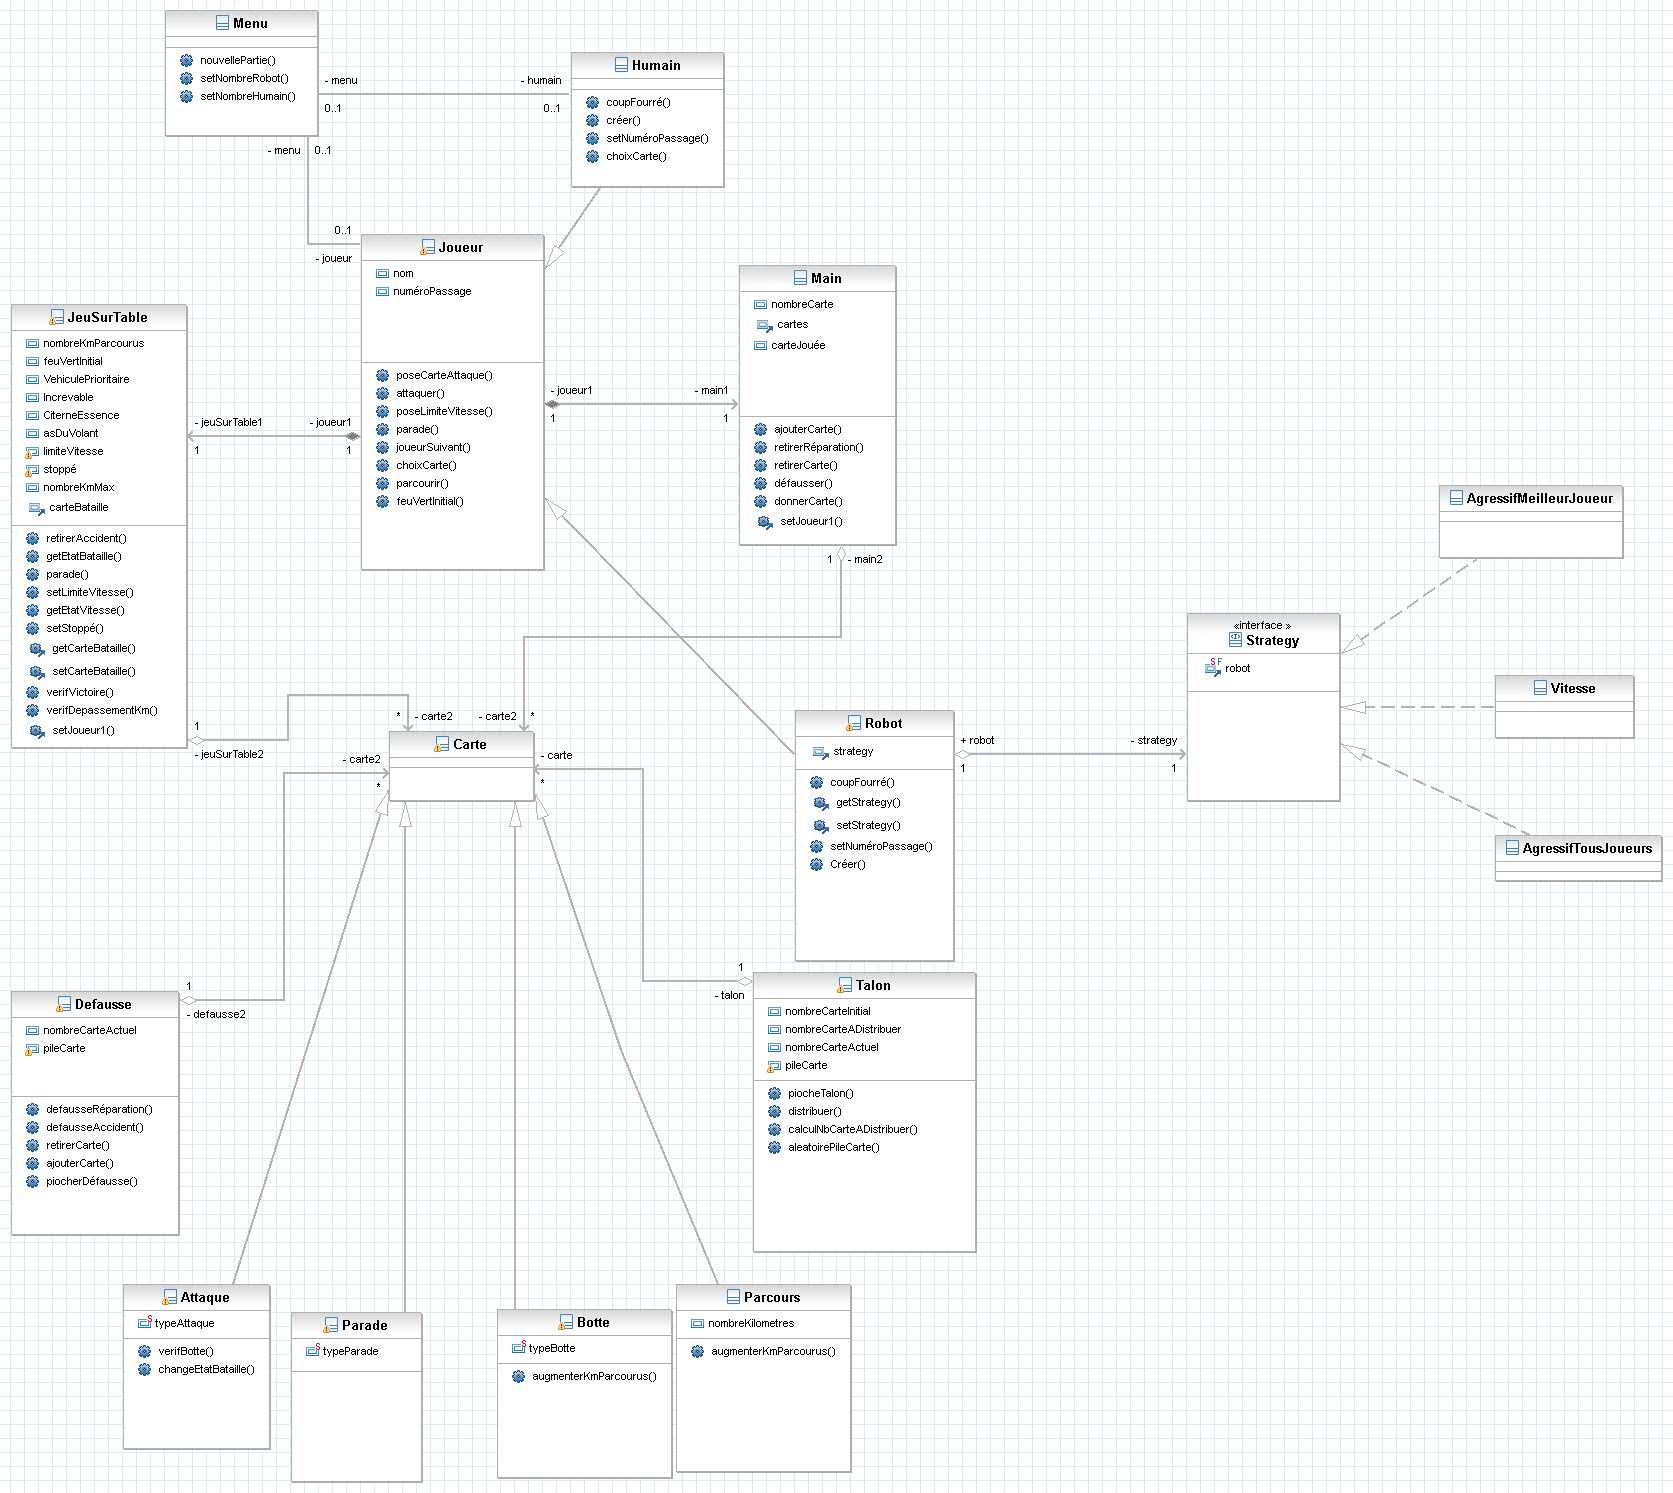 Menu
nouvellePartie()
setNombreRobot()
setNombreHumain()
- menu
0..1
- humain
0..1
Humain
coupFourré()
créer()
setNuméroPassage()
choixCarte()
- menu
0..1
0..1
- joueur
Joueur
nom
numéroPassage
poseCarteAttaque()
attaquer()
poseLimiteVitesse()
parade()
joueurSuivant()
choixCarte()
parcourir()
feuVertInitial()
Main
nombreCarte
cartes
carteJouée
ajouterCarte()
retirerRéparation()
retirerCarte()
défausser()
donnerCarte()
setJoueur1()
- joueur1
1
- main1
1
JeuSurTable
nombreKmParcourus
feuVertInitial
VehiculePrioritaire
Increvable
CiterneEssence
asDuVolant
limiteVitesse
stoppé
nombreKmMax
carteBataille
retirerAccident()
getEtatBataille()
parade()
setLimiteVitesse()
getEtatVitesse()
setStoppé()
getCarteBataille()
setCarteBataille()
verifVictoire()
verifDepassementKm()
setJoueur1()
- jeuSurTable1
1
- joueur1
1
1
- main2
1
- jeuSurTable2
*
- carte2
- carte2
*
Carte
- carte2
*
- carte
*
AgressifMeilleurJoueur
«interface »
Strategy
robot
Vitesse
AgressifTousJoueurs
Robot
strategy
coupFourré()
getStrategy()
setStrategy()
setNuméroPassage()
Créer()
+ robot
1
- strategy
1
1
- talon
Talon
nombreCarteInitial
nombreCarteADistribuer
nombreCarteActuel
pileCarte
piocheTalon()
distribuer()
calculNbCarteADistribuer()
aleatoirePileCarte()
1
- defausse2
Defausse
nombreCarteActuel
pileCarte
defausseRéparation()
defausseAccident()
retirerCarte()
ajouterCarte()
piocherDéfausse()
Attaque
typeAttaque
verifBotte()
changeEtatBataille()
Parade
typeParade
Botte
typeBotte
augmenterKmParcourus()
Parcours
nombreKilometres
augmenterKmParcourus()